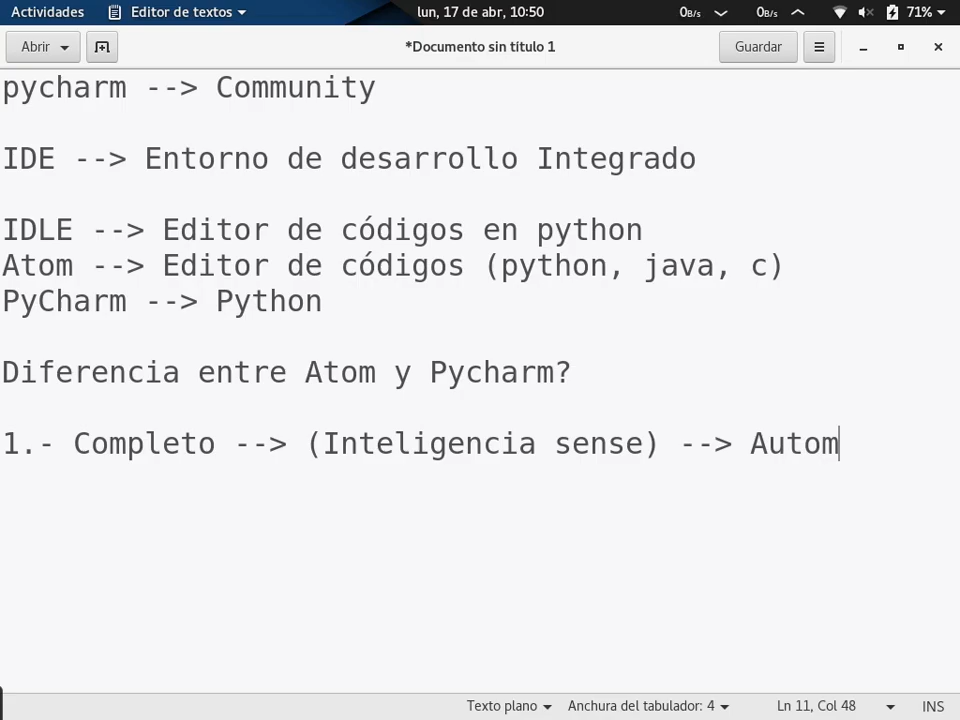 Actividades Editor de textos lun, 17 de abr, 10:50 0B/s 0B/s 71%
Abrir *Documento sin título 1 Guardar
pycharm --> Community
IDE --> Entorno de desarrollo Integrado
IDLE --> Editor de códigos en python
Atom --> Editor de códigos (python, java, c)
PyCharm --> Python
Diferencia entre Atom y Pycharm?
1.- Completo --> (Inteligencia sense) --> Autom
Texto plano Anchura del tabulador: 4 Ln 11, Col 48 INS